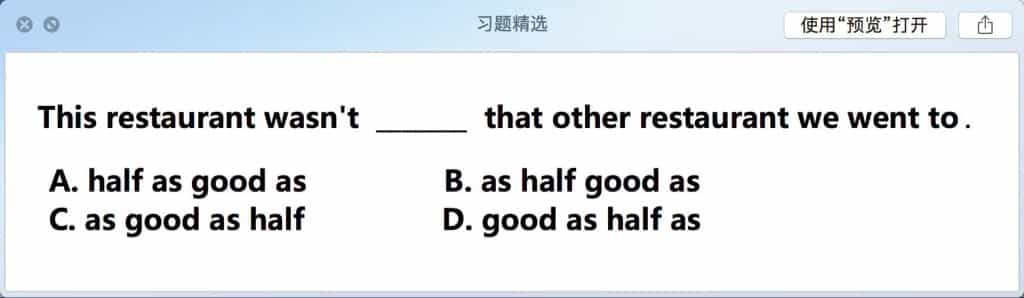 习题精选 使用“预览”打开
This restaurant wasn't ______ that other restaurant we went to.
A. half as good as B. as half good as
C. as good as half D. good as half as